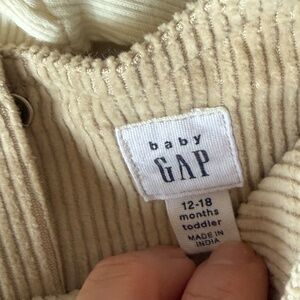 baby
GAP
12-18
months
toddler
MADE IN
INDIA